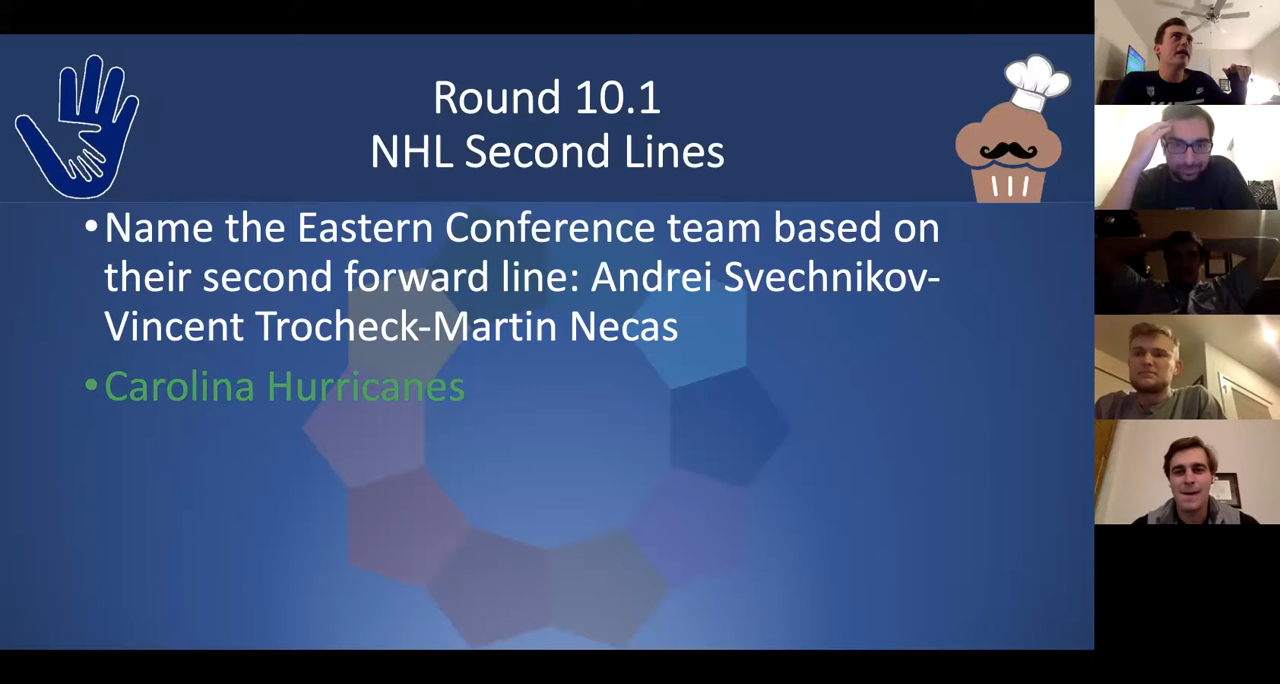 Round 10.1
NHL Second Lines
•Name the Eastern Conference team based on
their second forward line: Andrei Svechnikov-
Vincent Trocheck-Martin Necas
•Carolina Hurricanes